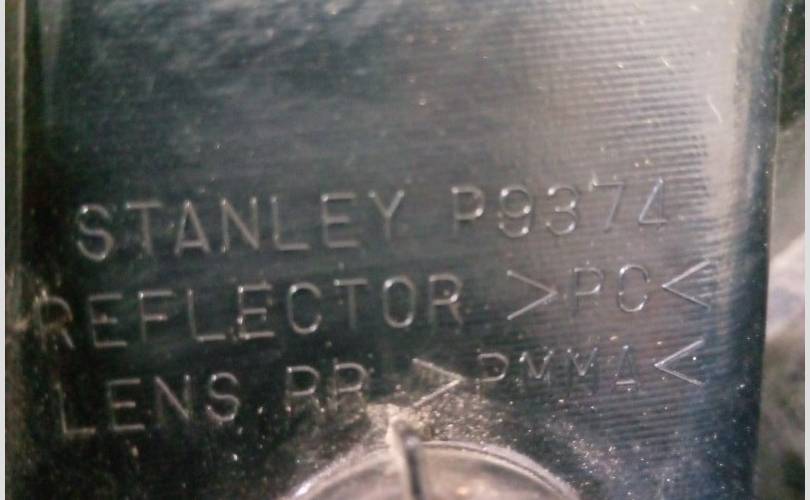 STANLEY P9374
REFLECTOR >PC<
LENS, RR >PMMA<